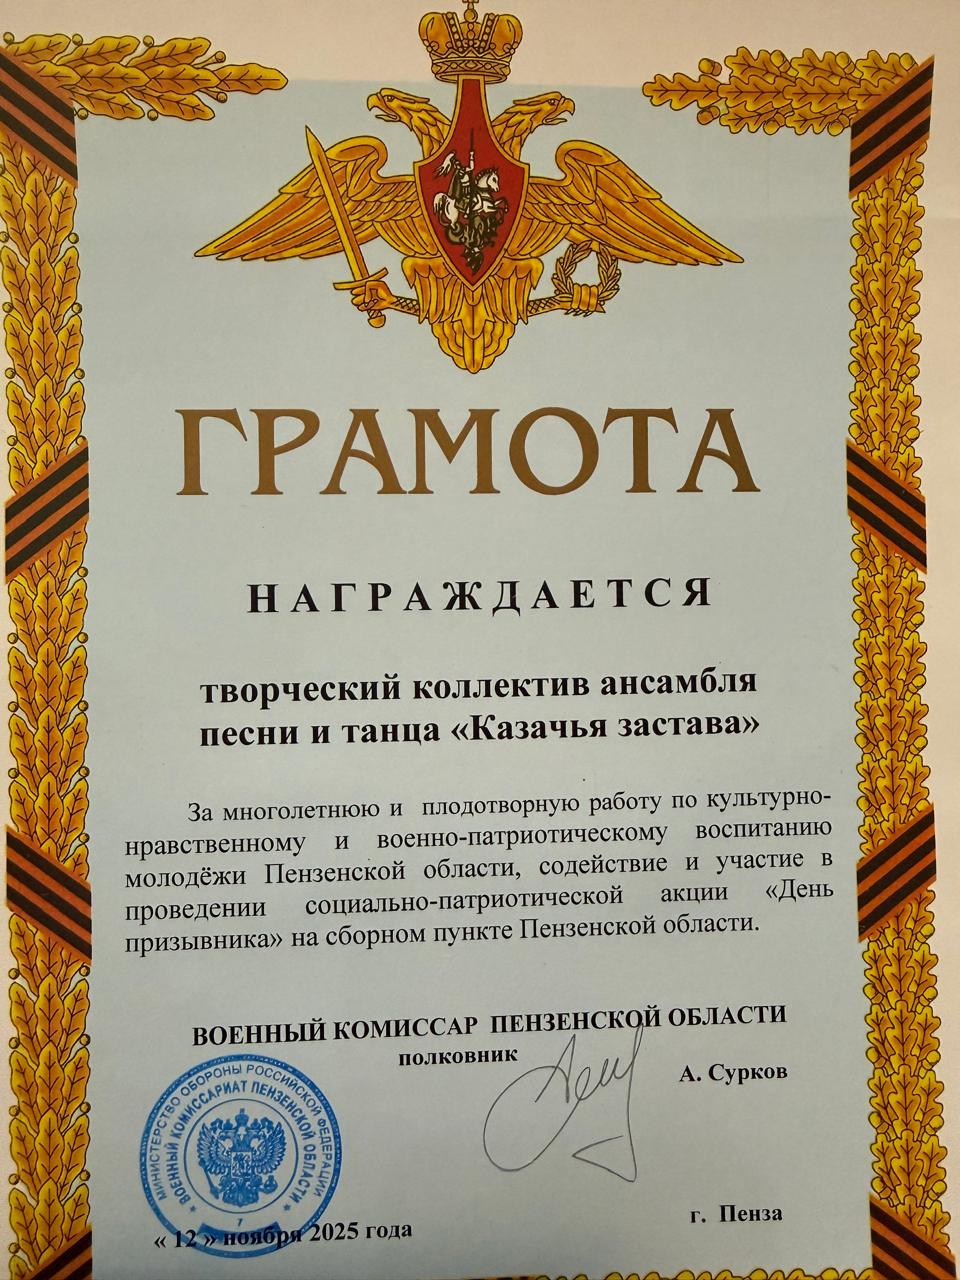 ГРАМОТА
НАГРАЖДАЕТСЯ
творческий коллектив ансамбля
песни и танца «Казачья застава»
За многолетнюю и плодотворную работу по культурно-
нравственному и военно-патриотическому воспитанию
молодёжи Пензенской области, содействие и участие в
проведении социально-патриотической акции «День
призывника» на сборном пункте Пензенской области.
ВОЕННЫЙ КОМИССАР ПЕНЗЕНСКОЙ ОБЛАСТИ
полковник
А. Сурков
МИНИСТЕРСТВО ОБОРОНЫ РОССИЙСКОЙ ФЕДЕРАЦИИ
ВОЕННЫЙ КОМИССАРИАТ ПЕНЗЕНСКОЙ ОБЛАСТИ
7
г. Пенза
« 12 » ноября 2025 года